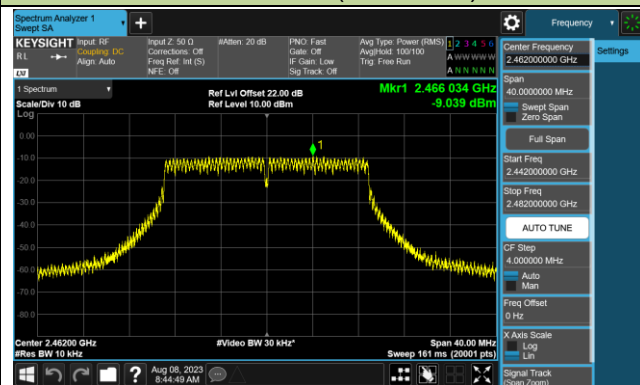 Spectrum Analyzer 1
Swept SA
Frequency
KEYSIGHT
RL
LXI
Input: RF
Coupling: DC
Align: Auto
Input Z: 50 Ω
Corrections: Off
Freq Ref: Int (S)
NFE: Off
#Atten: 20 dB
PNO: Fast
Gate: Off
IF Gain: Low
Sig Track: Off
Avg Type: Power (RMS)
Avg|Hold: 100/100
Trig: Free Run
1 2 3 4 5 6
A W W W W W
A N N N N N
Center Frequency
2.462000000 GHz
Settings
Span
40.0000000 MHz
Swept Span
Zero Span
Full Span
Start Freq
2.442000000 GHz
Stop Freq
2.482000000 GHz
AUTO TUNE
CF Step
4.000000 MHz
Auto
Man
Freq Offset
0 Hz
X Axis Scale
Log
Lin
Signal Track
(Span Zoom)
1 Spectrum
Scale/Div 10 dB
Log
Ref Lvl Offset 22.00 dB
Ref Level 10.00 dBm
Mkr1 2.466 034 GHz
-9.039 dBm
1
0.00
-10.0
-20.0
-30.0
-40.0
-50.0
-60.0
-70.0
-80.0
Center 2.46200 GHz
#Res BW 10 kHz
#Video BW 30 kHz*
Span 40.00 MHz
Sweep 161 ms (20001 pts)
?
Aug 08, 2023
8:44:49 AM